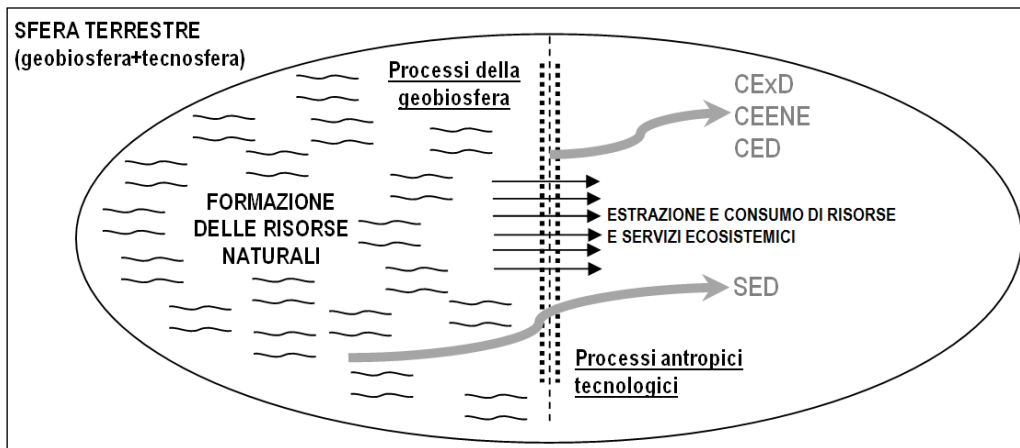 SFERA TERRESTRE
(geobiosfera+tecnosfera)
Processi della
geobiosfera
CExD
CEENE
CED
FORMAZIONE
DELLE RISORSE
NATURALI
ESTRAZIONE E CONSUMO DI RISORSE
E SERVIZI ECOSISTEMICI
SED
Processi antropici
tecnologici